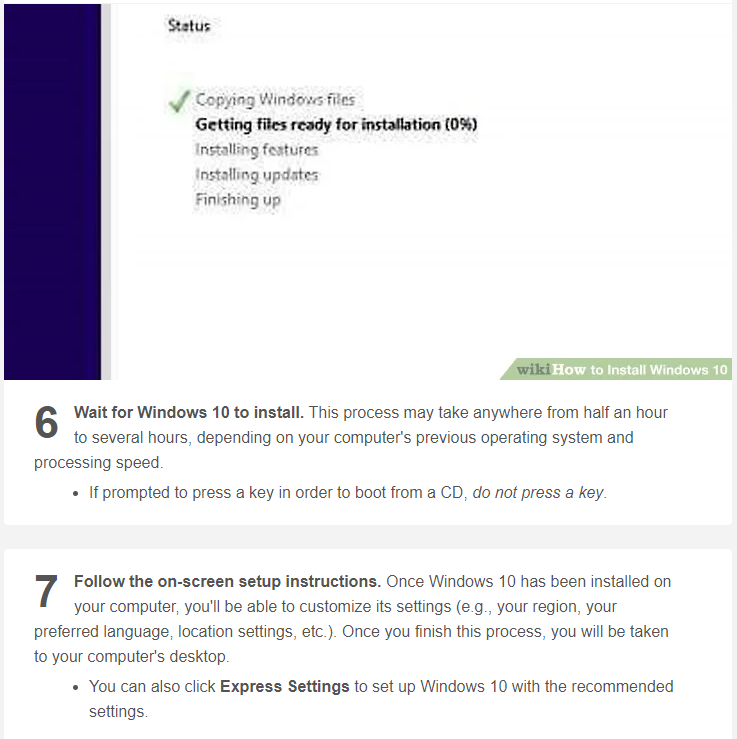 Status
Copying Windows files
Getting files ready for installation (0%)
Installing features
Installing updates
Finishing up
wikiHow to Install Windows 10
6 Wait for Windows 10 to install. This process may take anywhere from half an hour
to several hours, depending on your computer's previous operating system and
processing speed.
• If prompted to press a key in order to boot from a CD, do not press a key.
7 Follow the on-screen setup instructions. Once Windows 10 has been installed on
your computer, you'll be able to customize its settings (e.g., your region, your
preferred language, location settings, etc.). Once you finish this process, you will be taken
to your computer's desktop.
• You can also click Express Settings to set up Windows 10 with the recommended
settings.